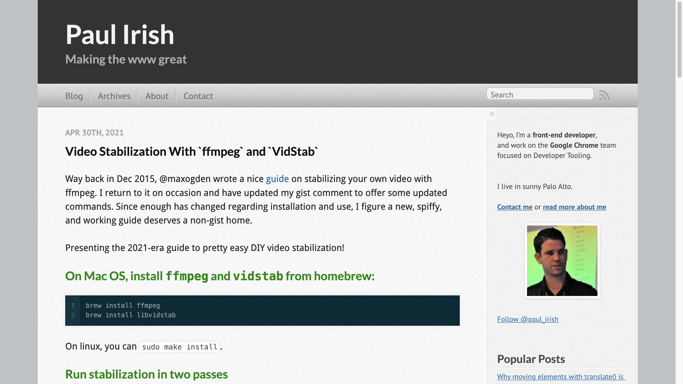 Paul Irish
Making the www great
Blog
Archives
About
Contact
Search
APR 30TH, 2021
Video Stabilization With `ffmpeg` and `VidStab`
Way back in Dec 2015, @maxogden wrote a nice guide on stabilizing your own video with
ffmpeg. I return to it on occasion and have updated my gist comment to offer some updated
commands. Since enough has changed regarding installation and use, I figure a new, spiffy,
and working guide deserves a non-gist home.
Presenting the 2021-era guide to pretty easy DIY video stabilization!
On Mac OS, install ffmpeg and vidstab from homebrew:
1 brew install ffmpeg
2 brew install libvidstab
On linux, you can sudo make install.
Run stabilization in two passes
»
Heyo, I'm a front-end developer,
and work on the Google Chrome team
focused on Developer Tooling.
I live in sunny Palo Alto.
Contact me or read more about me
Follow @paul_irish
Popular Posts
Why moving elements with translate() is